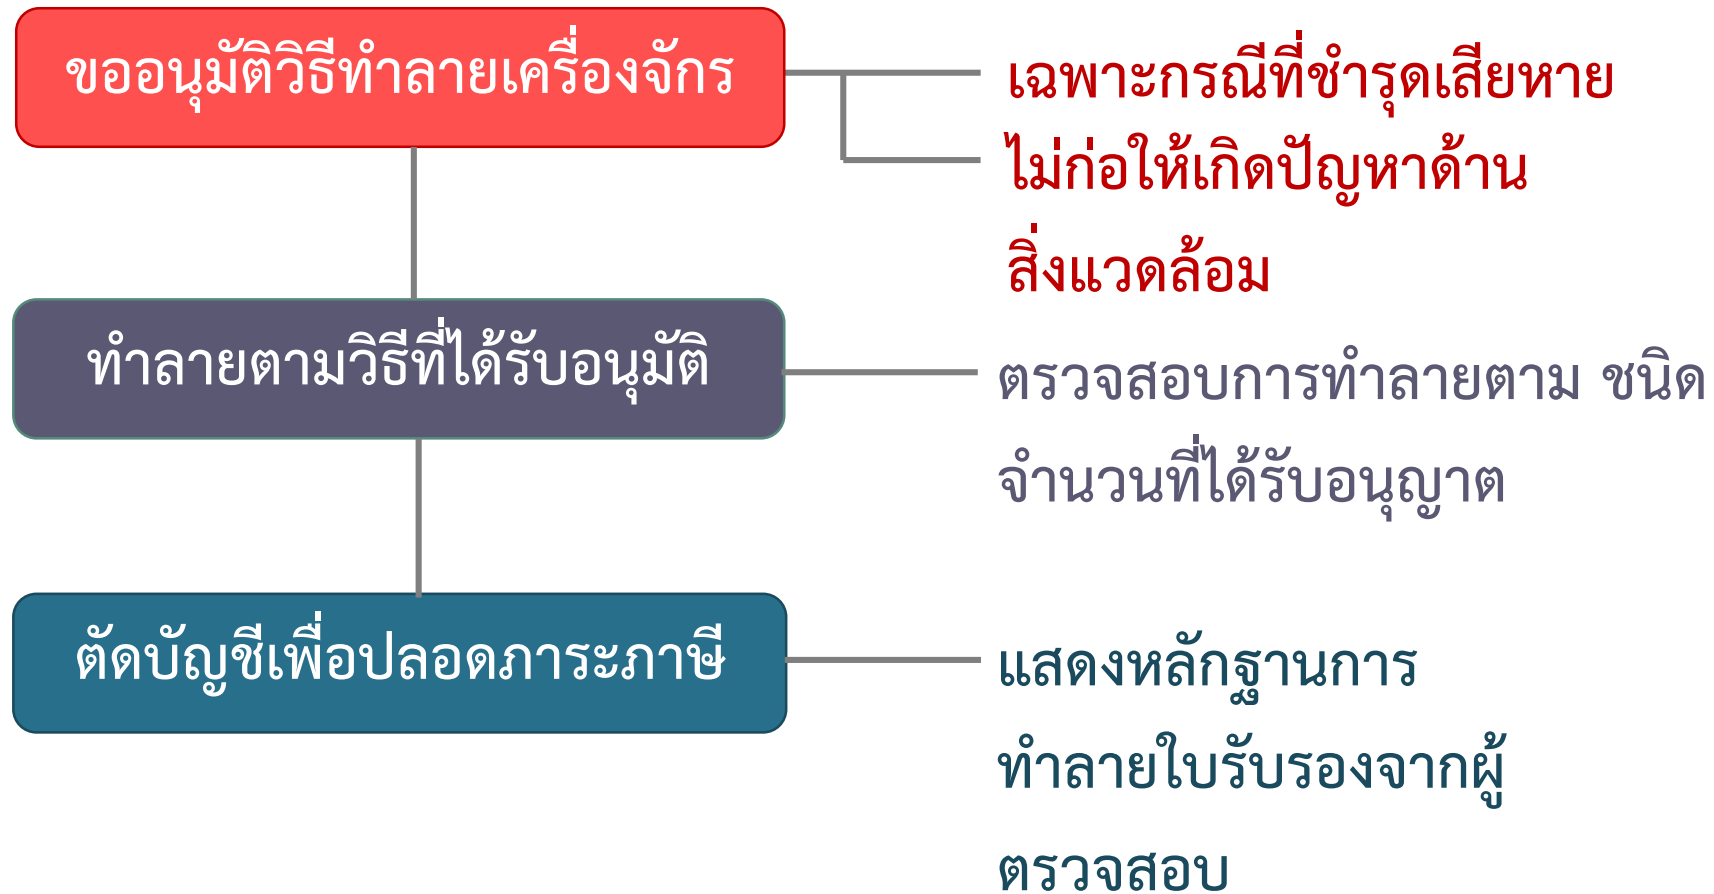 ขออนุมัติวิธีทำลายเครื่องจักร
เฉพาะกรณีที่ชำรุดเสียหาย
ไม่ก่อให้เกิดปัญหาด้าน
สิ่งแวดล้อม
ทำลายตามวิธีที่ได้รับอนุมัติ
ตรวจสอบการทำลายตาม ชนิด
จำนวนที่ได้รับอนุญาต
ตัดบัญชีเพื่อปลอดภาระภาษี
แสดงหลักฐานการ
ทำลายใบรับรองจากผู้
ตรวจสอบ